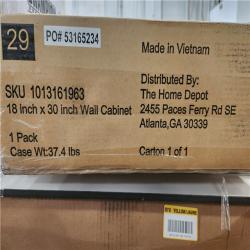 29
PO# 53165234
Made in Vietnam
SKU 1013161963
18 inch x 30 inch Wall Cabinet
1 Pack
Case Wt: 37.4 lbs
Distributed By:
The Home Depot
2455 Paces Ferry Rd SE
Atlanta,GA 30339
Carton 1 of 1